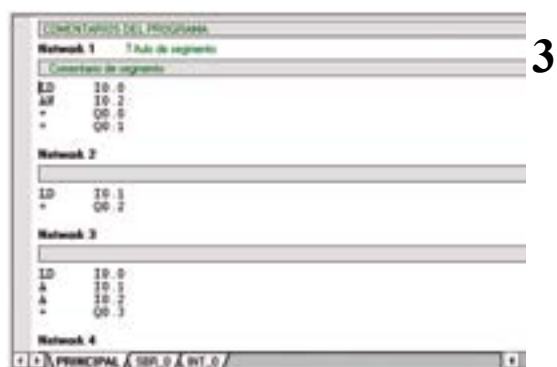 COMENTARIOS DEL PROGRAMA
Network 1 Título de segmento
3
Comentario de segmento
LD I0.0
AN I0.2
= Q0.0
= Q0.1
Network 2
LD I0.1
= Q0.2
Network 3
LD I0.0
A I0.1
A I0.2
= Q0.3
Network 4
PRINCIPAL SBR_0 INT_0